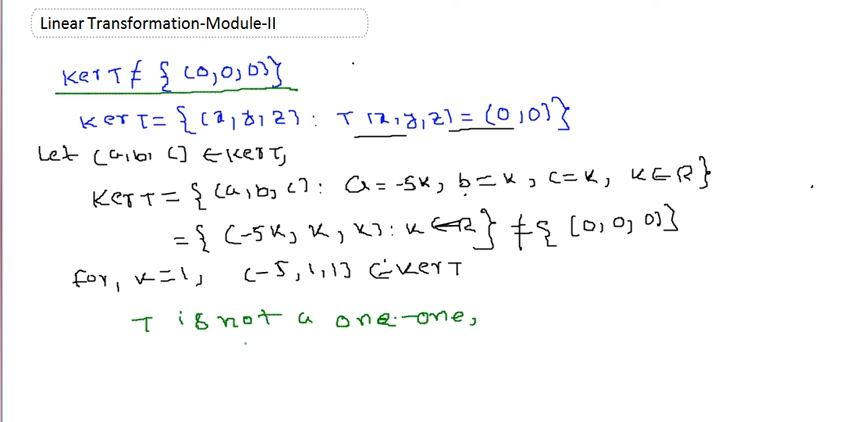 Linear Transformation-Module-II
Ker T ≠ { (0,0,0)}
Ker T = { (x, y, z) : T (x, y, z) = (0, 0)}
Let (a, b, c) ∈ Ker T,
Ker T = { (a, b, c) : a = -5k, b = k, c = k, k ∈ R}
= { (-5k, k, k) : k ∈ R} ≠ { (0, 0, 0)}
for, k = 1, (-5, 1, 1) ∈ Ker T
T is not a one-one,